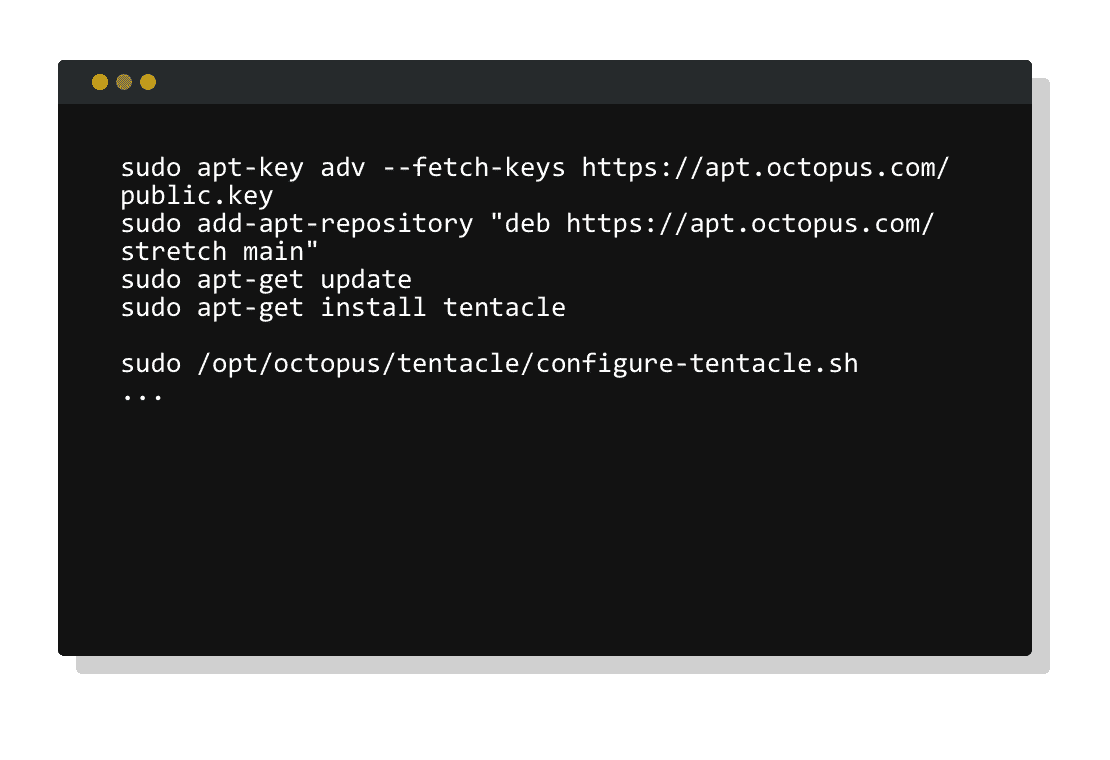 sudo apt-key adv --fetch-keys https://apt.octopus.com/
public.key
sudo add-apt-repository "deb https://apt.octopus.com/
stretch main"
sudo apt-get update
sudo apt-get install tentacle
sudo /opt/octopus/tentacle/configure-tentacle.sh
...